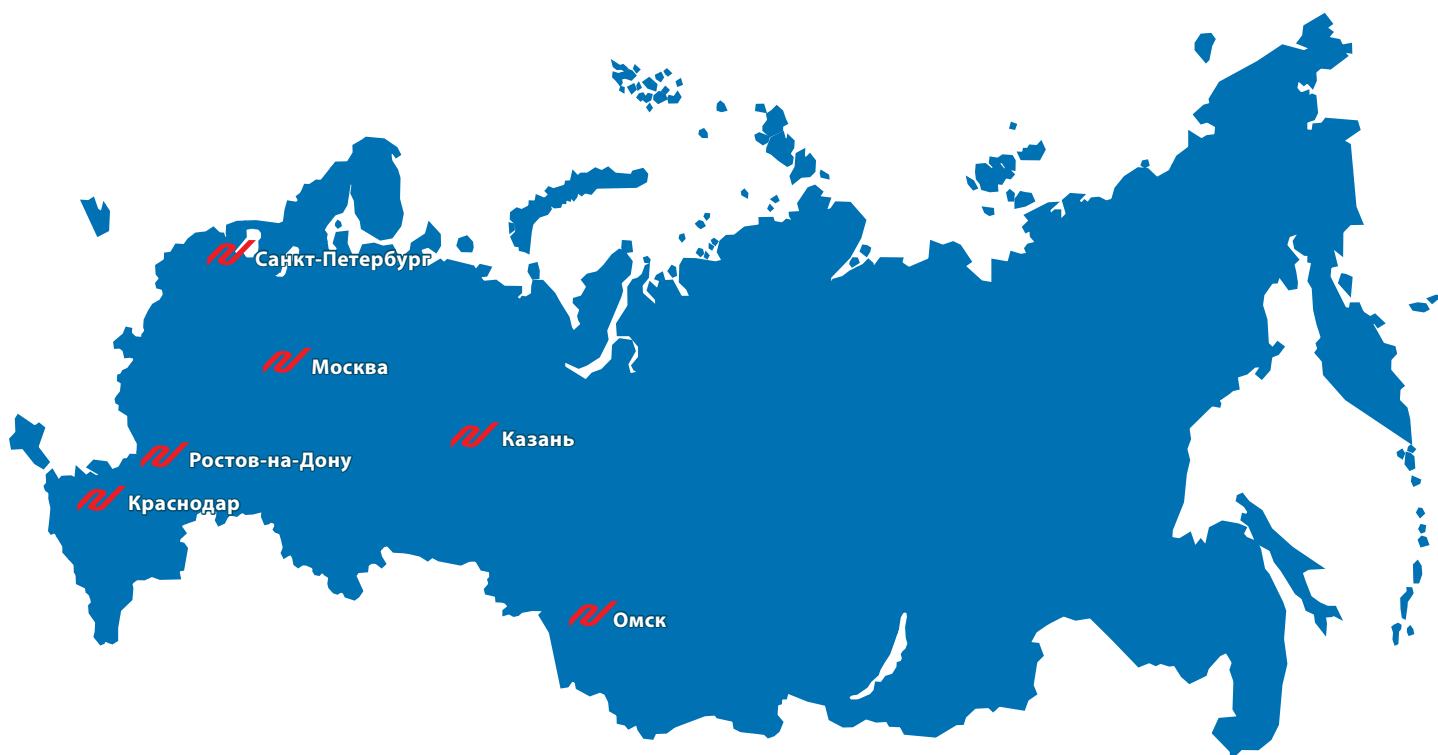 Санкт-Петербург
Москва
Казань
Ростов-на-Дону
Краснодар
Омск